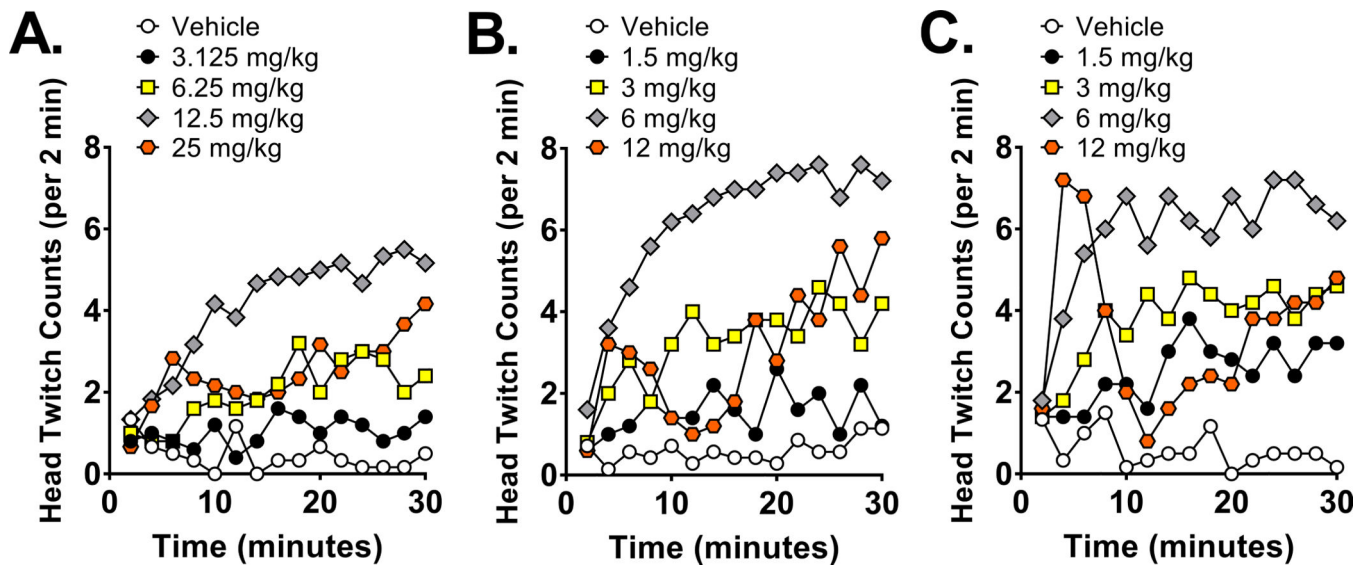 A.
Vehicle
3.125 mg/kg
6.25 mg/kg
12.5 mg/kg
25 mg/kg
Head Twitch Counts (per 2 min)
8
6
4
2
0
0
10
20
30
Time (minutes)
B.
Vehicle
1.5 mg/kg
3 mg/kg
6 mg/kg
12 mg/kg
Head Twitch Counts (per 2 min)
8
6
4
2
0
0
10
20
30
Time (minutes)
C.
Vehicle
1.5 mg/kg
3 mg/kg
6 mg/kg
12 mg/kg
Head Twitch Counts (per 2 min)
8
6
4
2
0
0
10
20
30
Time (minutes)